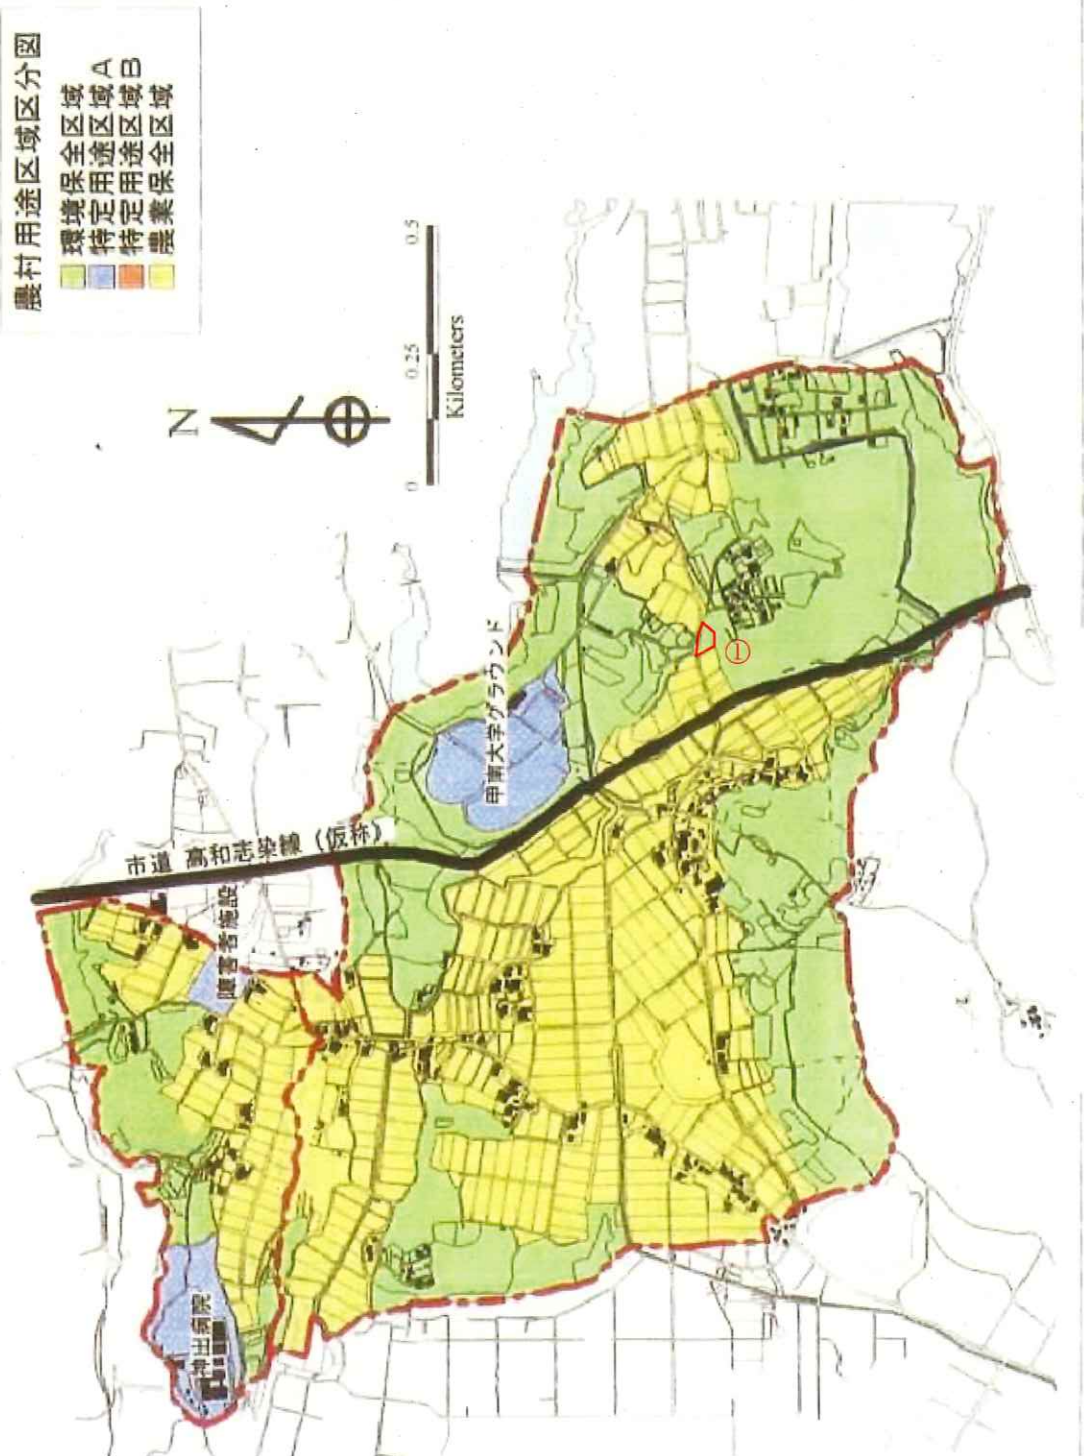 農村用途区域区分図
環境保全区域
特定用途区域A
特定用途区域B
農業保全区域
N
0 0.25 0.5
Kilometers
市道 高和志染線(仮称)
障害者施設
甲南大学グラウンド
神出病院
①